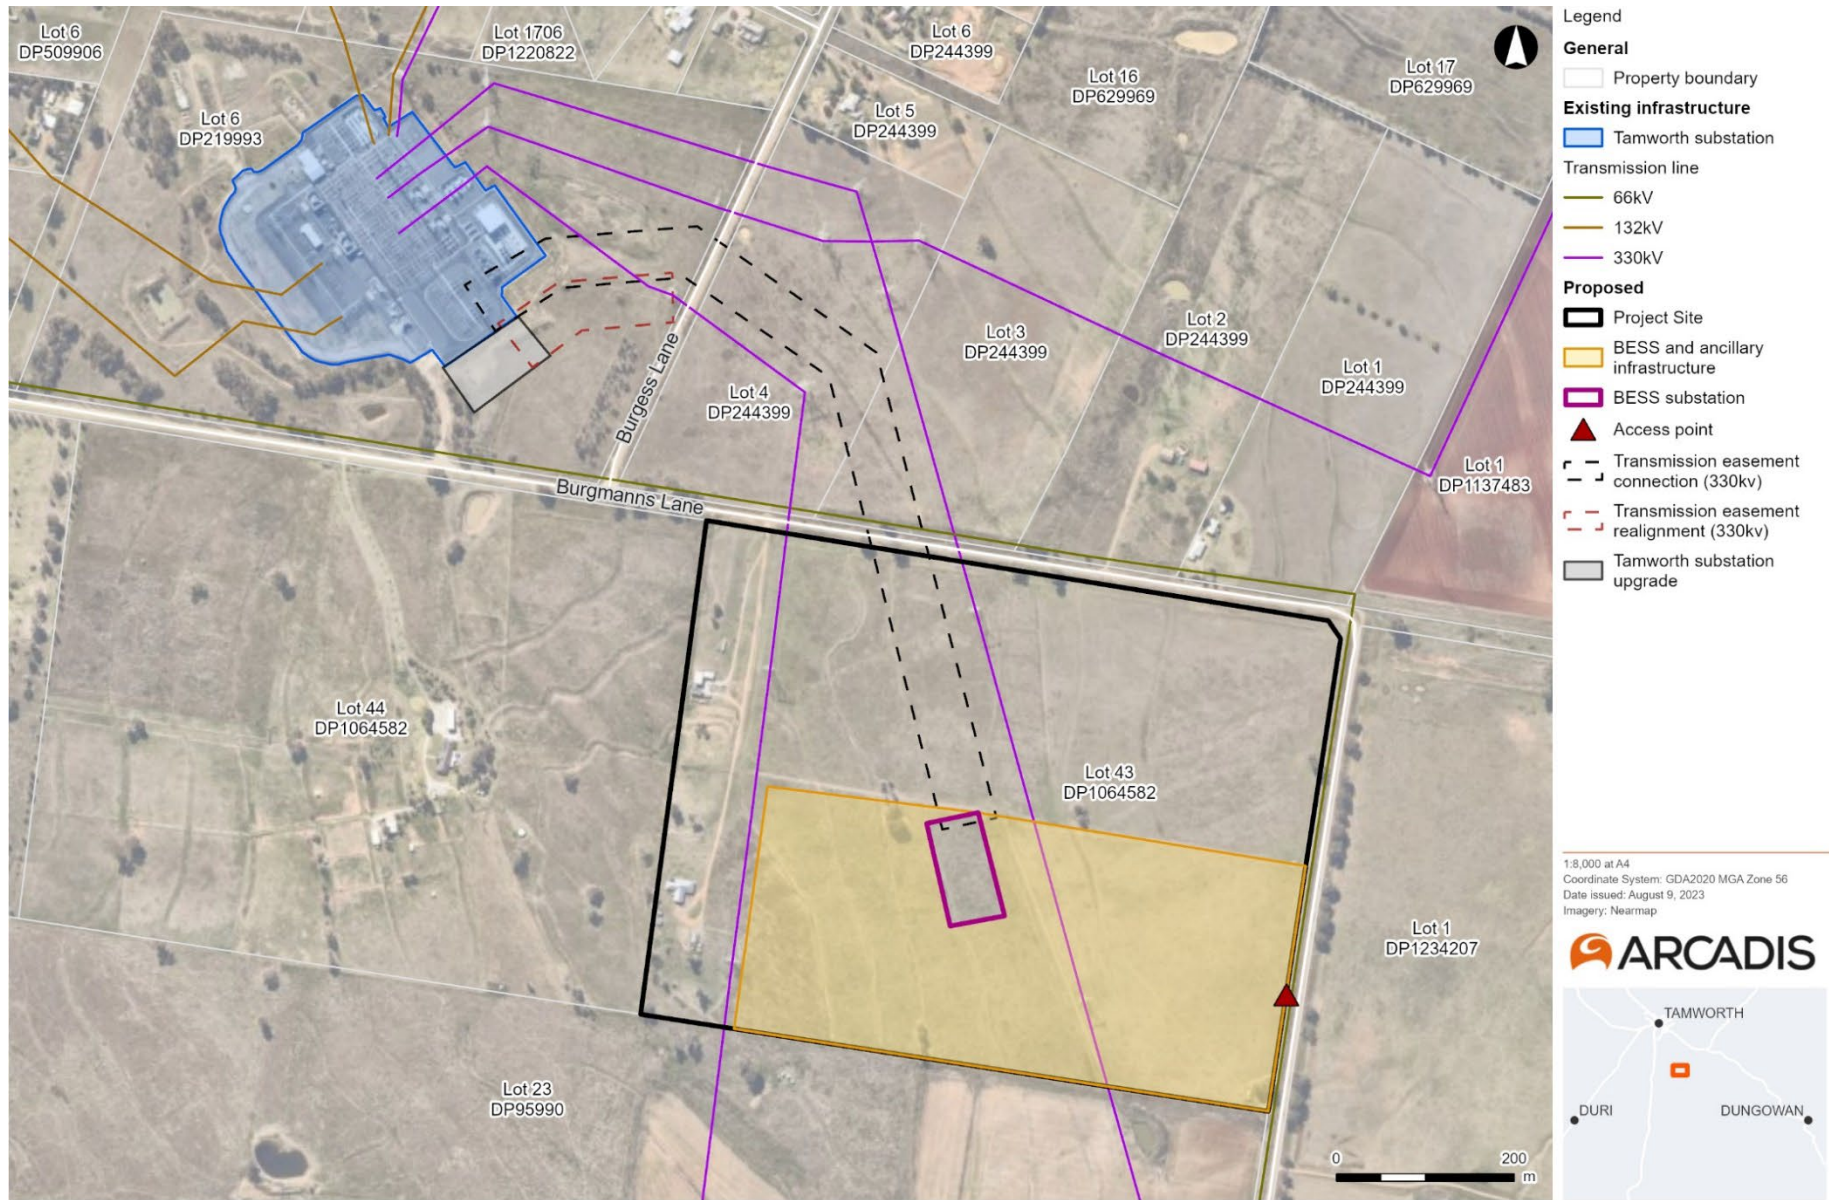 Lot 6
DP509906
Lot 1706
DP1220822
Lot 6
DP244399
Lot 16
DP629969
Lot 17
DP629969
Lot 6
DP219993
Lot 5
DP244399
Lot 3
DP244399
Lot 2
DP244399
Lot 1
DP244399
Lot 4
DP244399
Burgess Lane
Burgmanns Lane
Lot 1
DP1137483
Lot 44
DP1064582
Lot 43
DP1064582
Lot 1
DP1234207
Lot 23
DP95990
0 200
m
Legend
General
Property boundary
Existing infrastructure
Tamworth substation
Transmission line
66kV
132kV
330kV
Proposed
Project Site
BESS and ancillary
infrastructure
BESS substation
Access point
Transmission easement
connection (330kv)
Transmission easement
realignment (330kv)
Tamworth substation
upgrade
1:8,000 at A4
Coordinate System: GDA2020 MGA Zone 56
Date issued: August 9, 2023
Imagery: Nearmap
ARCADIS
TAMWORTH
DURI
DUNGOWAN